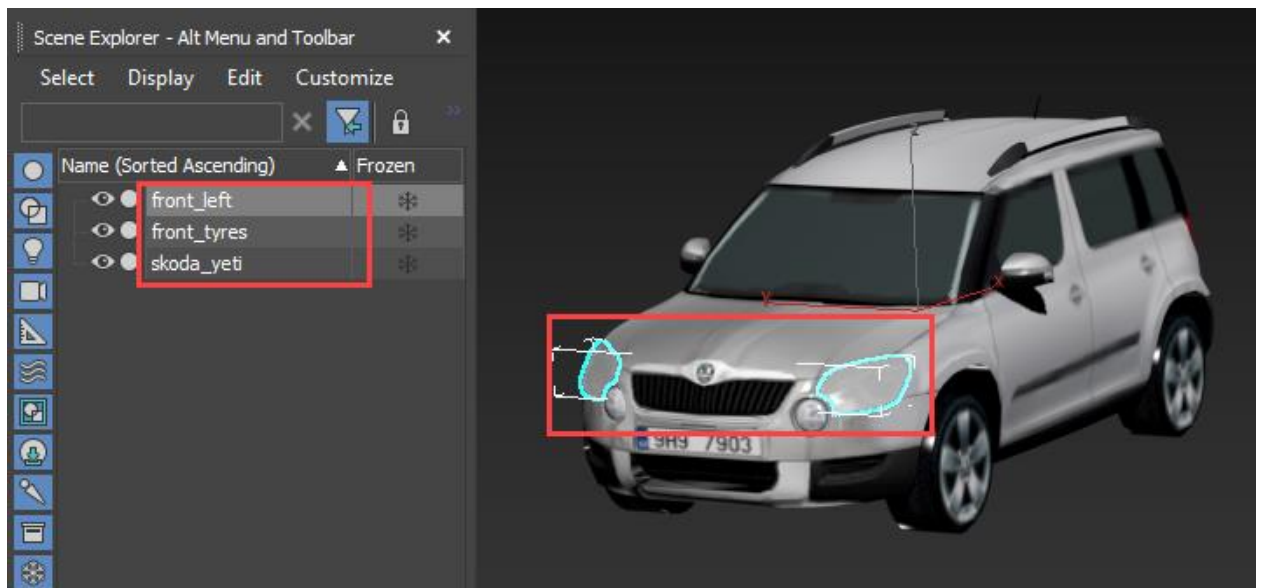 Scene Explorer - Alt Menu and Toolbar
Select Display Edit Customize
Name (Sorted Ascending) Frozen
front_left
front_tyres
skoda_yeti
9H9 7903
Y
X